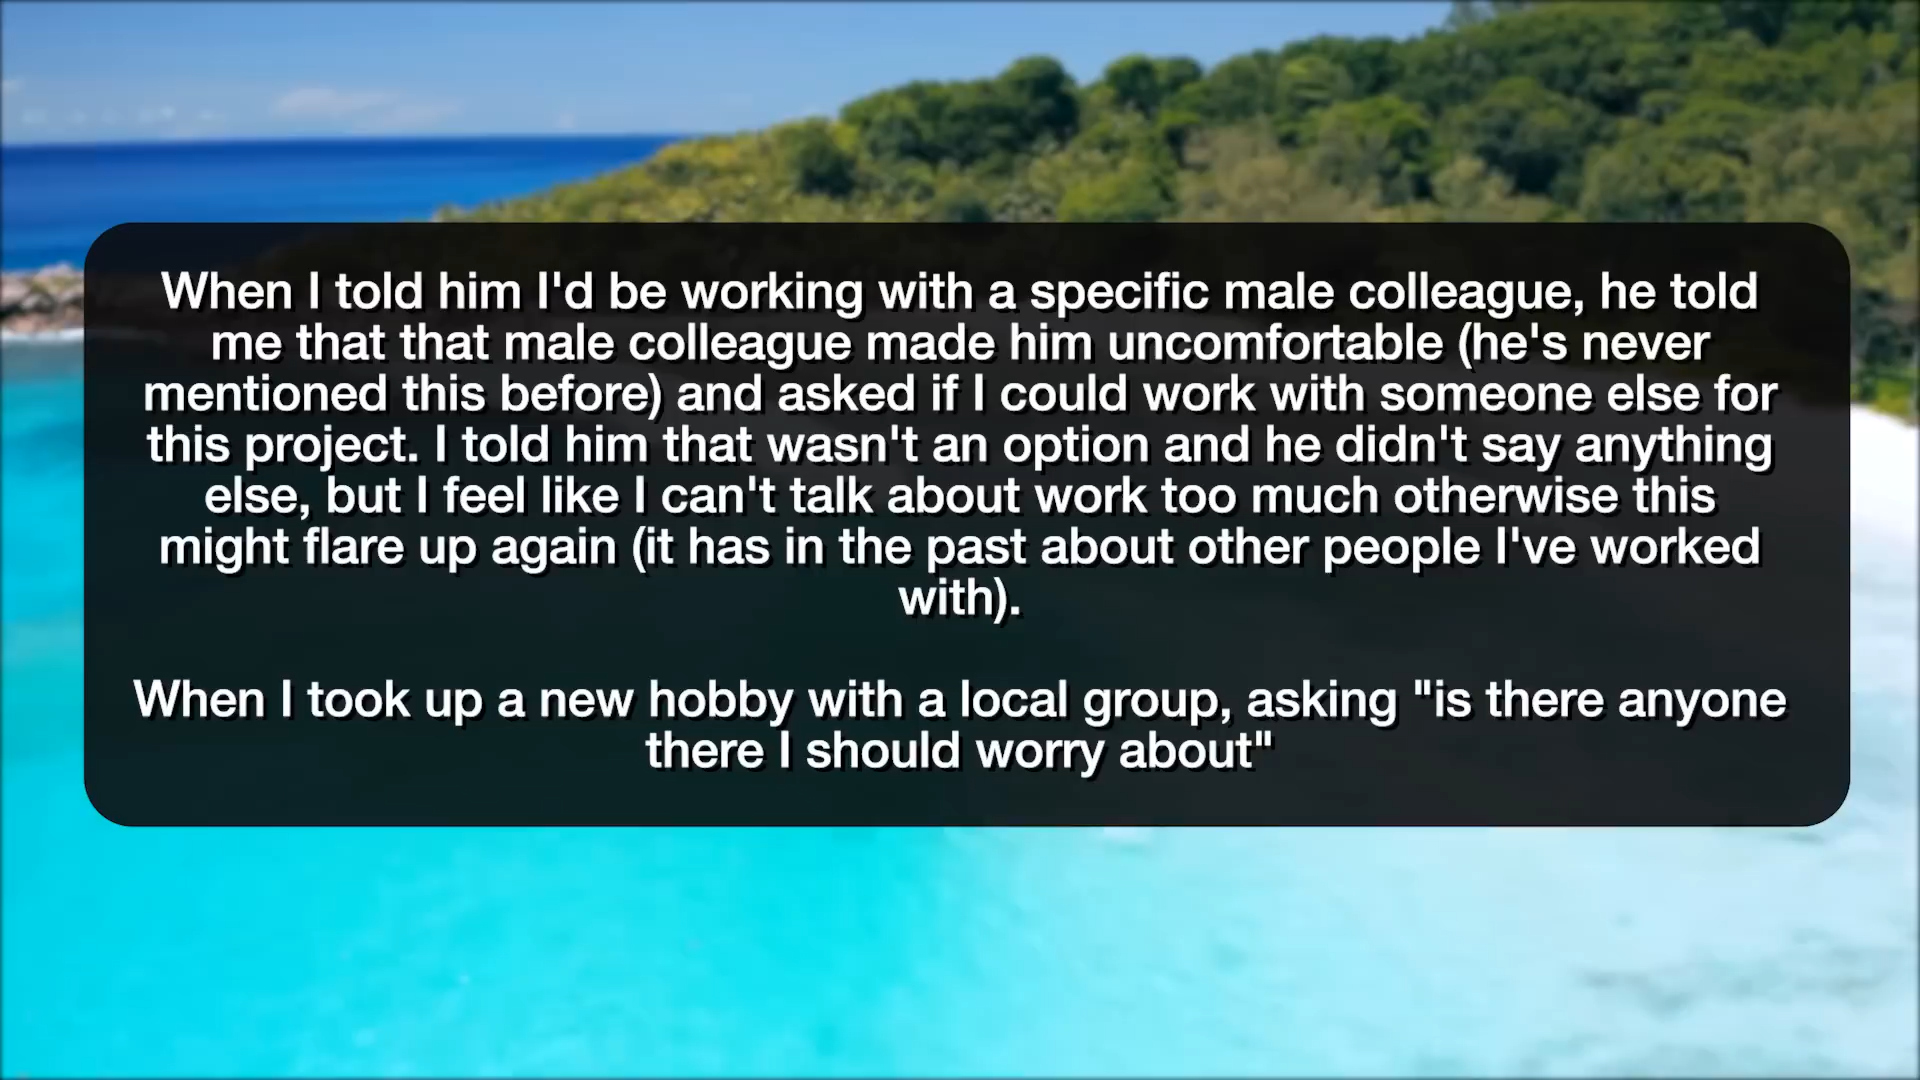 When I told him I'd be working with a specific male colleague, he told
me that that male colleague made him uncomfortable (he's never
mentioned this before) and asked if I could work with someone else for
this project. I told him that wasn't an option and he didn't say anything
else, but I feel like I can't talk about work too much otherwise this
might flare up again (it has in the past about other people I've worked
with).
When I took up a new hobby with a local group, asking "is there anyone
there I should worry about"